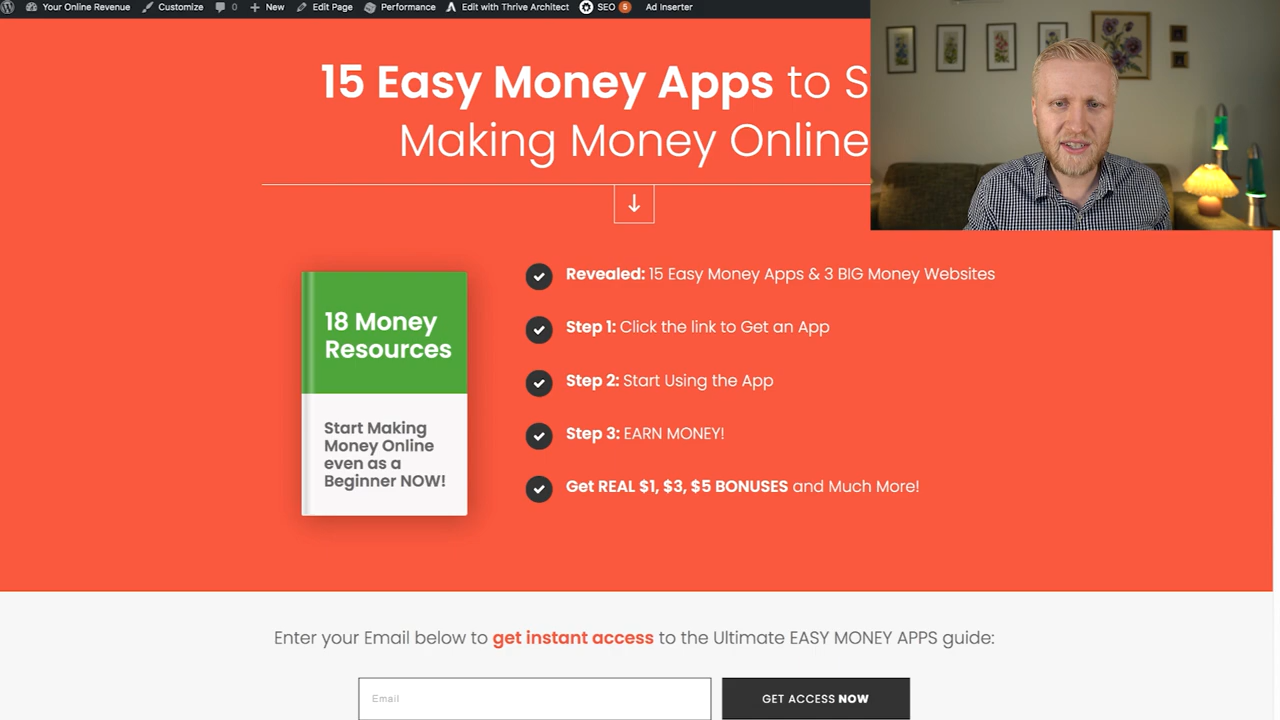 Your Online Revenue Customize 0 New Edit Page Performance Edit with Thrive Architect SEO 5 Ad Inserter
15 Easy Money Apps to S
Making Money Online
18 Money
Resources
Start Making
Money Online
even as a
Beginner NOW!
Revealed: 15 Easy Money Apps & 3 BIG Money Websites
Step 1: Click the link to Get an App
Step 2: Start Using the App
Step 3: EARN MONEY!
Get REAL $1, $3, $5 BONUSES and Much More!
Enter your Email below to get instant access to the Ultimate EASY MONEY APPS guide:
Email
GET ACCESS NOW